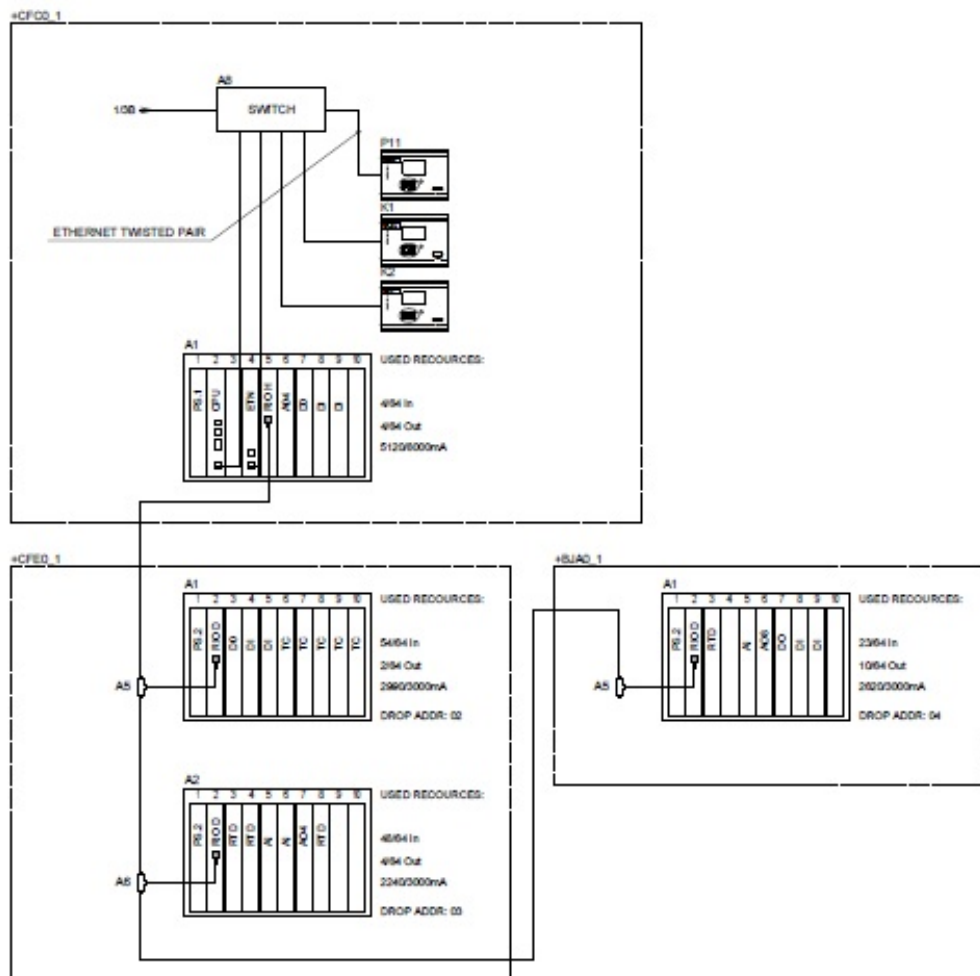 +CFC0_1
A8
1/3B
SWITCH
P11
ETHERNET TWISTED PAIR
K1
K2
A1
1 2 3 4 5 6 7 8 9 10
PS.1 CPU ETN RIO H AO4 DO DI DI
USED RECOURCES:
4/64 In
4/64 Out
5120/8000mA
+CFE0_1
A1
1 2 3 4 5 6 7 8 9 10
PS.2 RIO D DO DI DI TC TC TC TC TC
USED RECOURCES:
54/64 In
2/64 Out
2990/3000mA
DROP ADDR: 02
A5
A2
1 2 3 4 5 6 7 8 9 10
PS.2 RIO D RTD RTD AI AI AO4 RTD
USED RECOURCES:
48/64 In
4/64 Out
2240/3000mA
DROP ADDR: 03
A6
A1
1 2 3 4 5 6 7 8 9 10
PS.2 RIO D RTD AI AO8 DO DI DI
USED RECOURCES:
23/64 In
10/64 Out
2620/3000mA
DROP ADDR: 04
A5